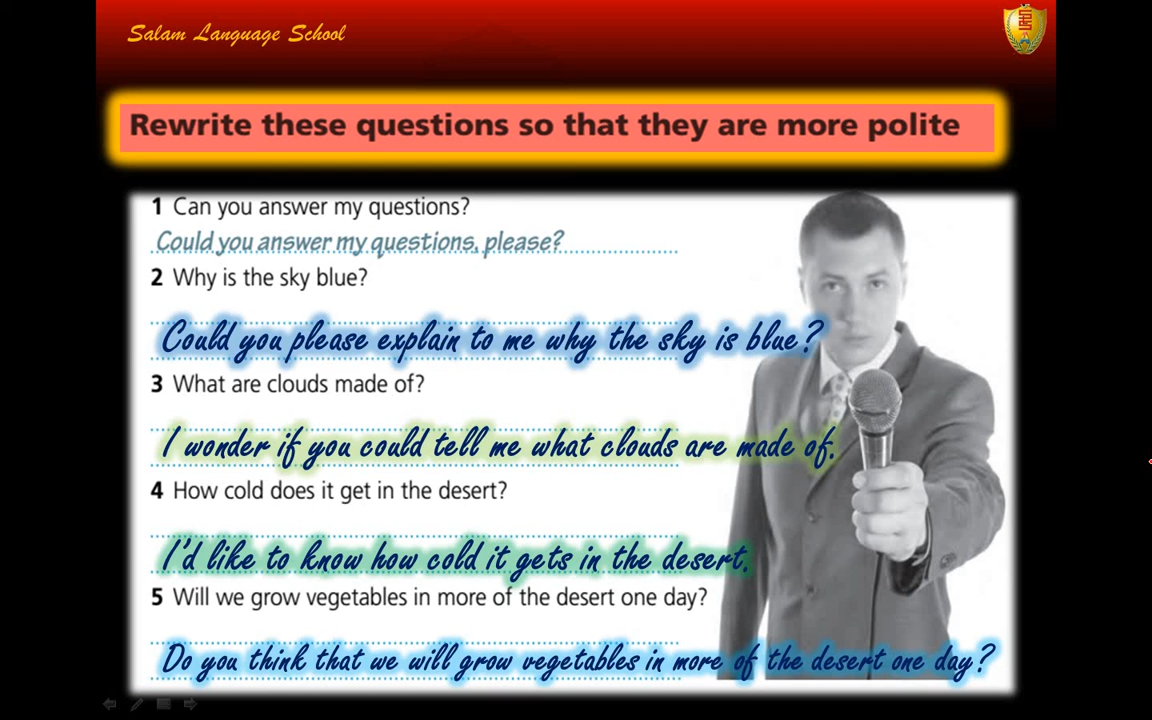 Salam Language School
Rewrite these questions so that they are more polite
1 Can you answer my questions?
Could you answer my questions, please?
2 Why is the sky blue?
Could you please explain to me why the sky is blue?
3 What are clouds made of?
I wonder if you could tell me what clouds are made of.
4 How cold does it get in the desert?
I'd like to know how cold it gets in the desert.
5 Will we grow vegetables in more of the desert one day?
Do you think that we will grow vegetables in more of the desert one day?